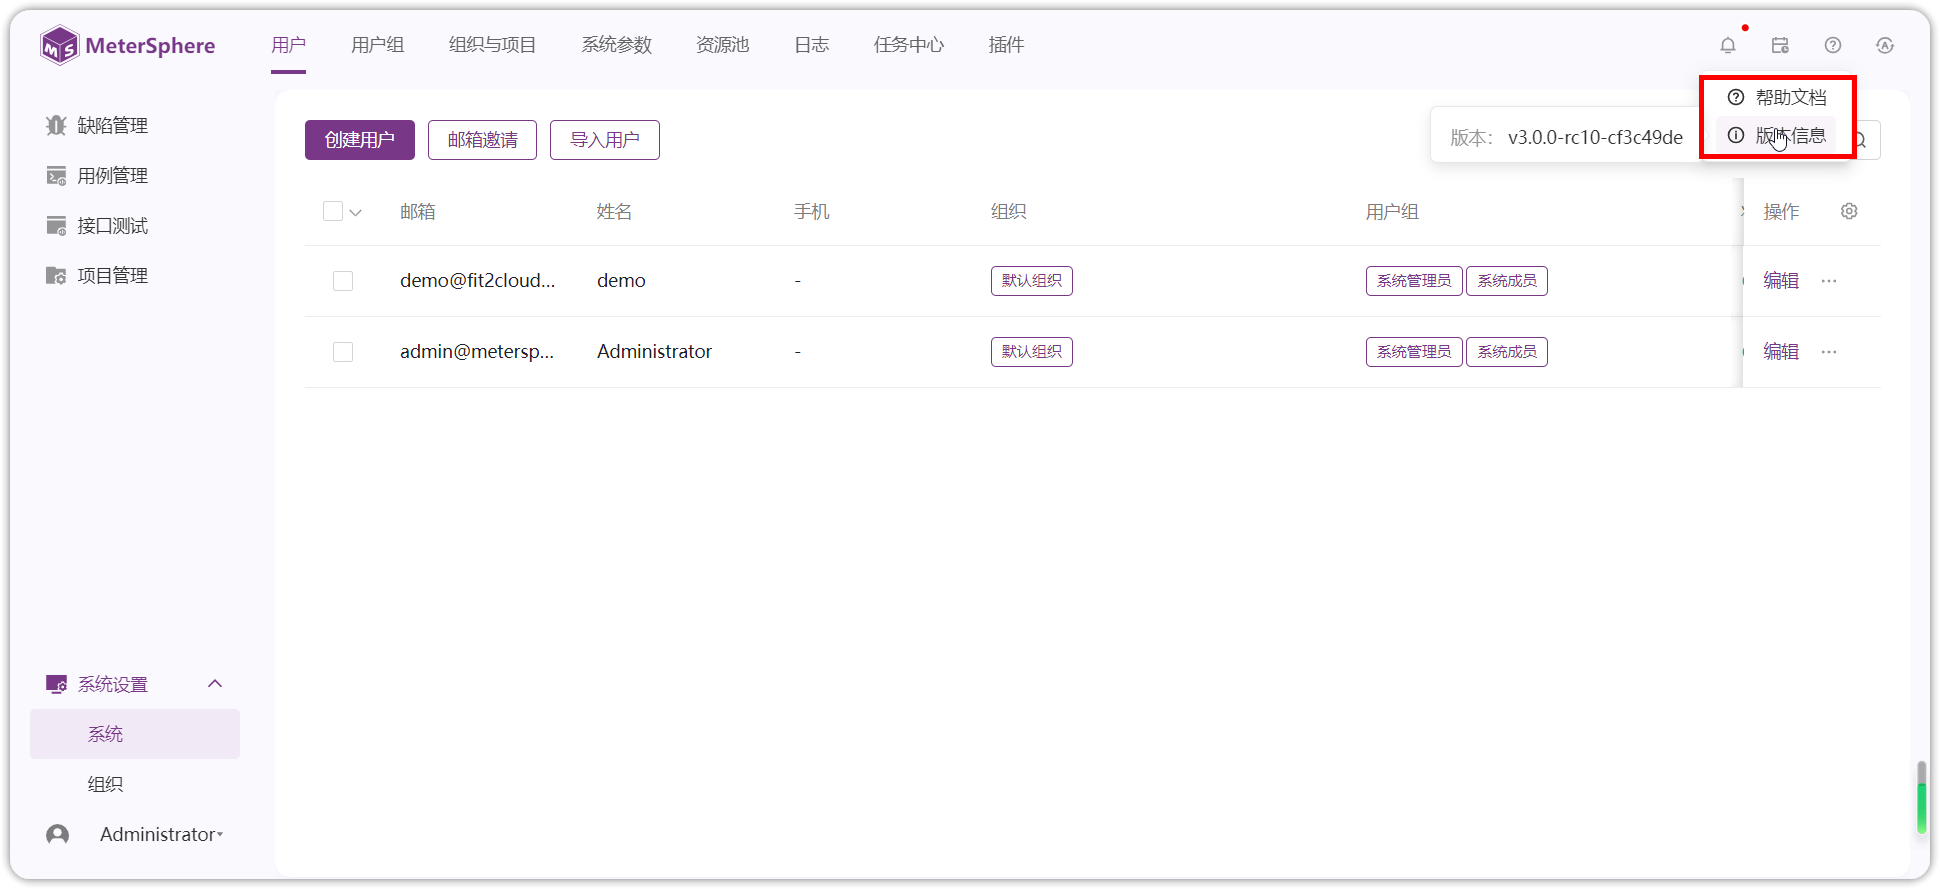 MeterSphere
用户
用户组
组织与项目
系统参数
资源池
日志
任务中心
插件
缺陷管理
用例管理
接口测试
项目管理
帮助文档
版本信息
版本: v3.0.0-rc10-cf3c49de
创建用户
邮箱邀请
导入用户
邮箱
姓名
手机
组织
用户组
操作
demo@fit2cloud...
demo
-
默认组织
系统管理员
系统成员
编辑
...
admin@metersp...
Administrator
-
默认组织
系统管理员
系统成员
编辑
...
系统设置
系统
组织
Administrator